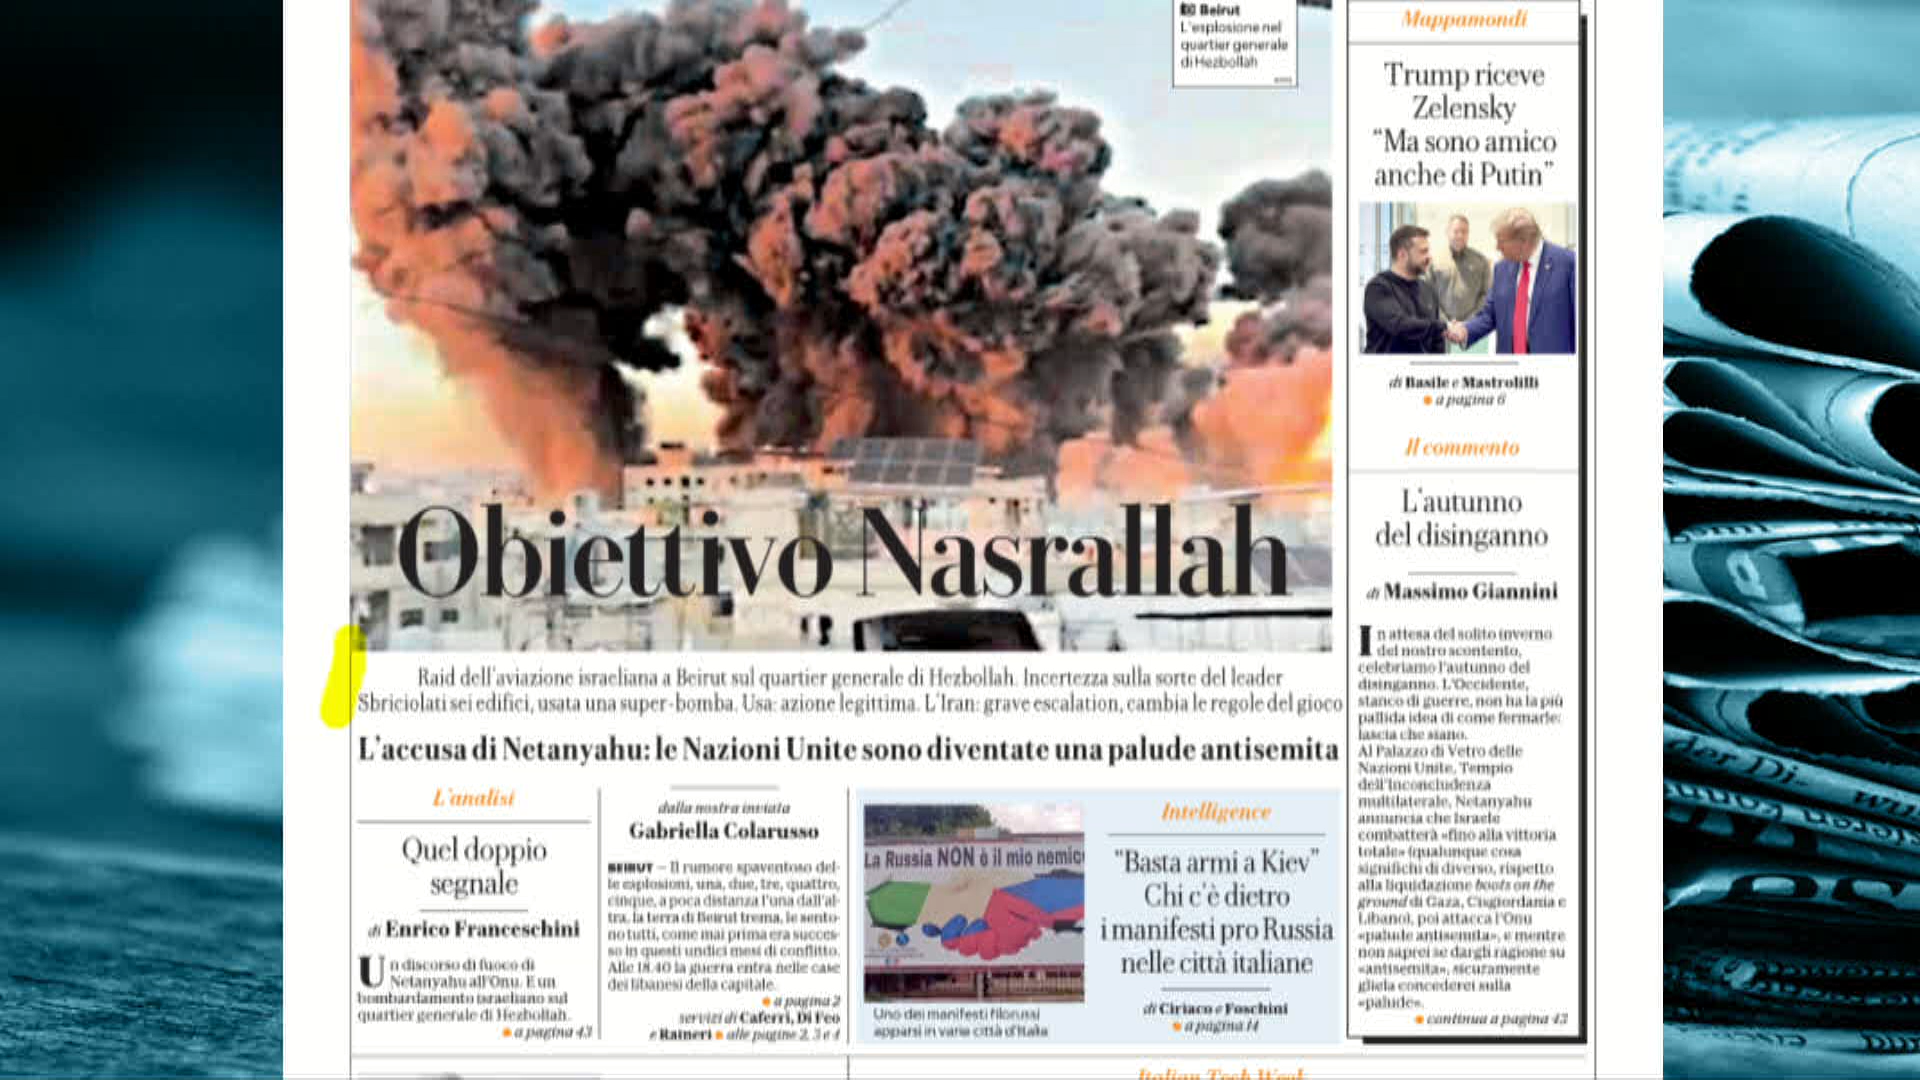 Beirut
L'esplosione nel
quartier generale
di Hezbollah
Obiettivo Nasrallah
Raid dell'aviazione israeliana a Beirut sul quartier generale di Hezbollah. Incertezza sulla sorte del leader
Sbriciolati sei edifici, usata una super-bomba. Usa: azione legittima. L'Iran: grave escalation, cambia le regole del gioco
L'accusa di Netanyahu: le Nazioni Unite sono diventate una palude antisemita
L'analisi
Quel doppio
segnale
di Enrico Franceschini
Un discorso di fuoco di
Netanyahu all'Onu. E un
bombardamento israeliano sul
quartier generale di Hezbollah.
a pagina 43
dalla nostra inviata
Gabriella Colarusso
BEIRUT – Il rumore spaventoso del-
le esplosioni, una, due, tre, quattro,
cinque, a poca distanza l'una dall'al-
tra, la terra di Beirut trema, le sento-
no tutti, come mai prima era succes-
so in questi undici mesi di conflitto.
Alle 18.40 la guerra entra nelle case
dei libanesi della capitale.
a pagina 2
servizi di Caferri, Di Feo
e Raineri alle pagine 2, 3 e 4
La Russia NON è il mio nemic
Uno dei manifesti filorussi
apparsi in varie città d'Italia
Intelligence
"Basta armi a Kiev"
Chi c'è dietro
i manifesti pro Russia
nelle città italiane
di Ciriaco e Foschini
a pagina 14
Mappamondi
Trump riceve
Zelensky
"Ma sono amico
anche di Putin"
di Basile e Mastrolilli
a pagina 6
Il commento
L'autunno
del disinganno
di Massimo Giannini
In attesa del solito inverno
del nostro scontento,
celebriamo l'autunno del
disinganno. L'Occidente,
stanco di guerre, non ha la più
pallida idea di come fermarle:
lascia che siano.
Al Palazzo di Vetro delle
Nazioni Unite, Tempio
dell'Inconcludenza
multilaterale, Netanyahu
annuncia che Israele
combatterà «fino alla vittoria
totale» (qualunque cosa
significhi di diverso, rispetto
alla liquidazione boots on the
ground di Gaza, Cisgiordania e
Libano), poi attacca l'Onu
«palude antisemita», e mentre
non saprei se dargli ragione su
«antisemita», sicuramente
gliela concederei sulla
«palude».
continua a pagina 42
Italian Tech Week